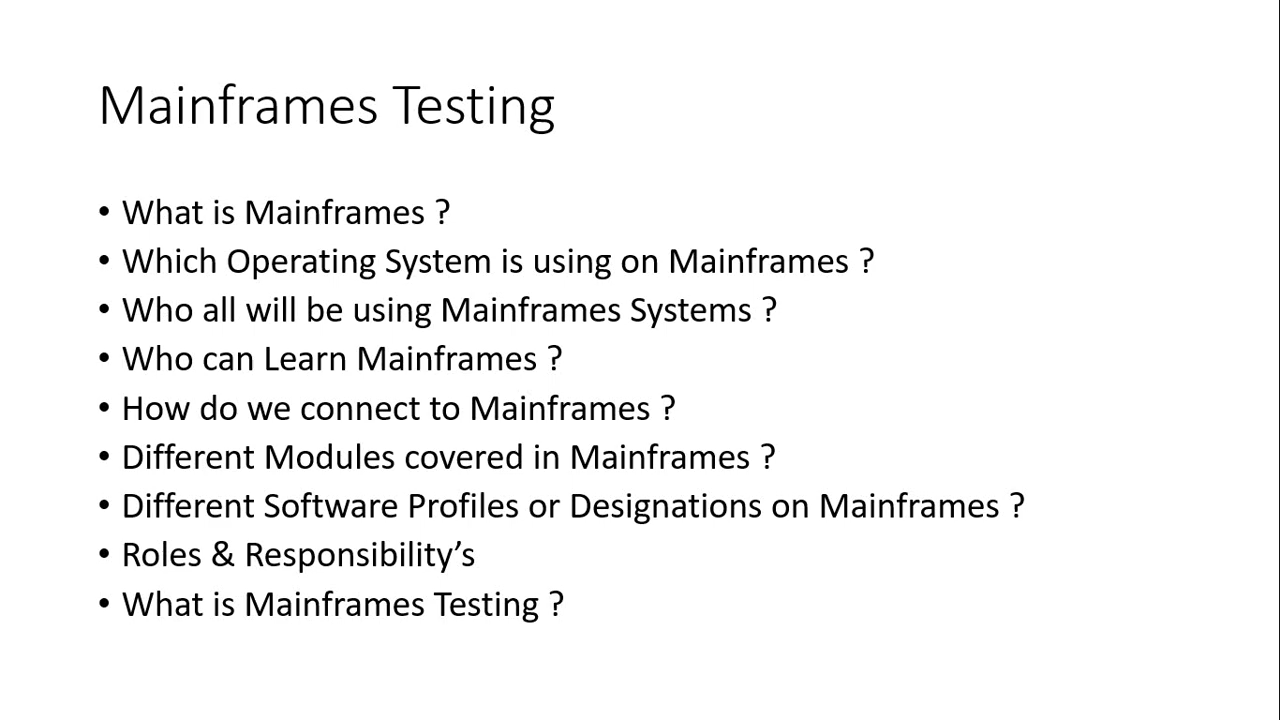 Mainframes Testing
• What is Mainframes ?
• Which Operating System is using on Mainframes ?
• Who all will be using Mainframes Systems ?
• Who can Learn Mainframes ?
• How do we connect to Mainframes ?
• Different Modules covered in Mainframes ?
• Different Software Profiles or Designations on Mainframes ?
• Roles & Responsibility’s
• What is Mainframes Testing ?